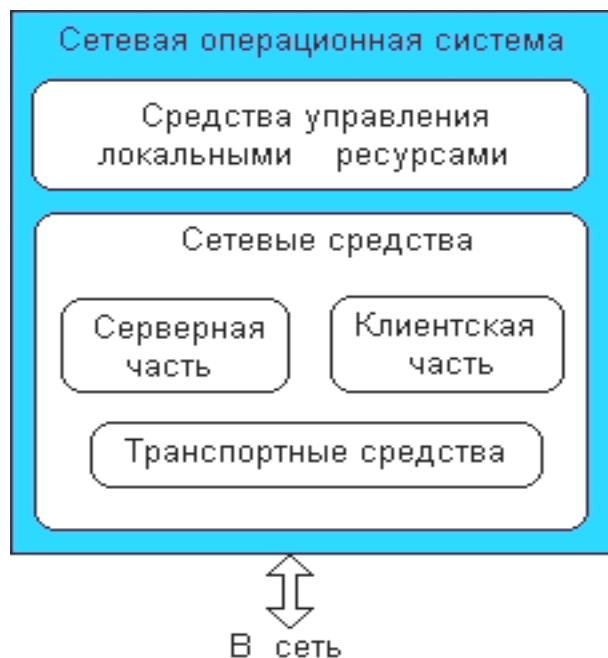 Сетевая операционная система
Средства управления
локальными ресурсами
Сетевые средства
Серверная
часть
Клиентская
часть
Транспортные средства
В сеть